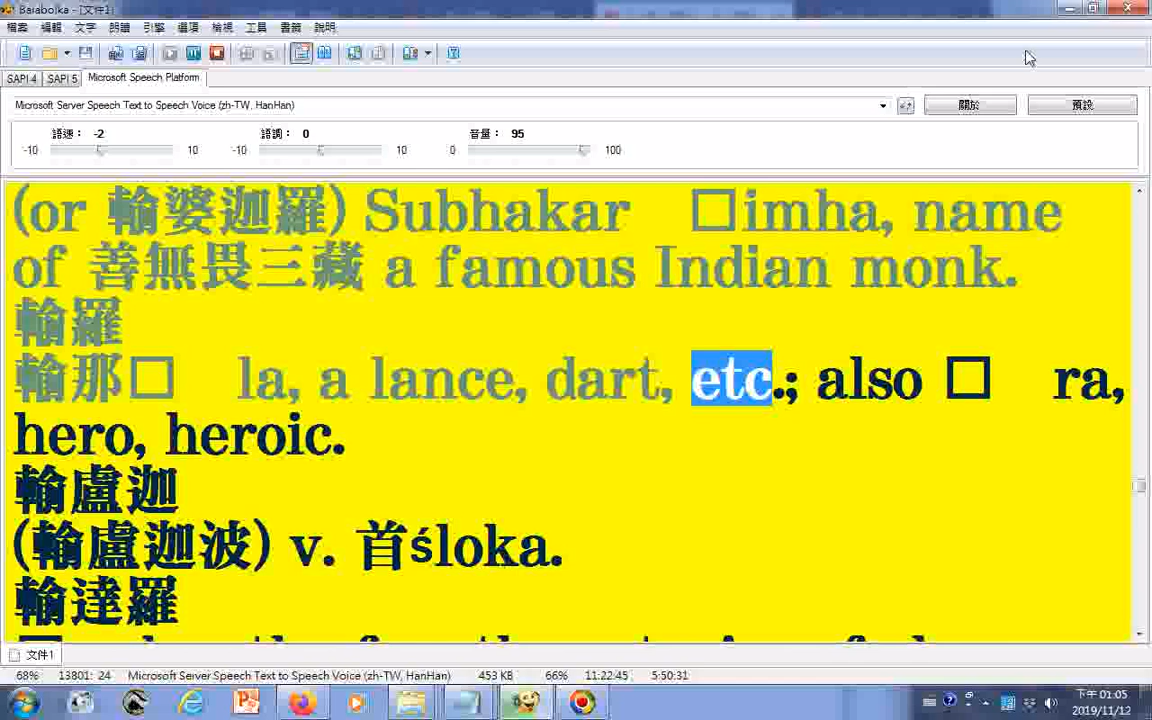 Balabolka - [文件1]
檔案 編輯 文字 朗讀 引擎 選項 檢視 工具 書籤 說明
SAPI 4 SAPI 5 Microsoft Speech Platform
Microsoft Server Speech Text to Speech Voice (zh-TW, HanHan) 關於 預設
語速： -2 語調： 0 音量： 95
-10 10 -10 10 0 100
(or 輸婆迦羅) Subhakar □imha, name
of 善無畏三藏 a famous Indian monk.
輸羅
輸那□ la, a lance, dart, etc.; also □ ra,
hero, heroic.
輸盧迦
(輸盧迦波) v. 首śloka.
輸達羅
文件1
68% 13801: 24 Microsoft Server Speech Text to Speech Voice (zh-TW, HanHan) 453 KB 66% 11:22:45 5:50:31
下午 01:05
2019/11/12